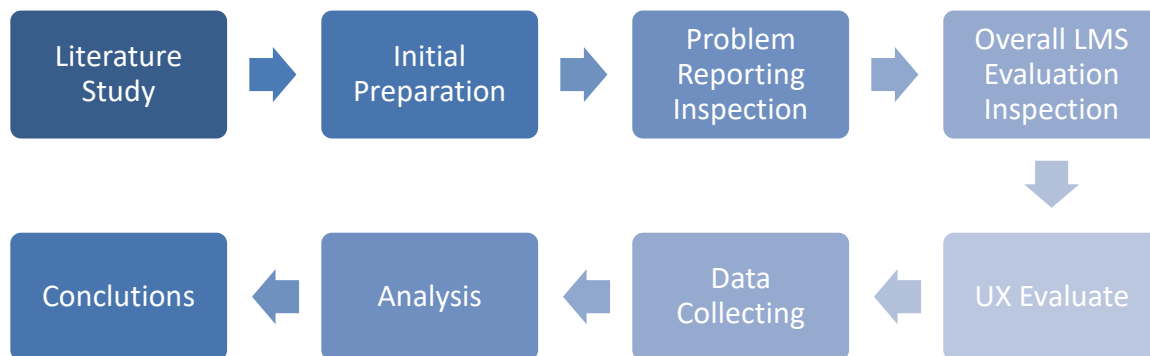 Literature
Study
Initial
Preparation
Problem
Reporting
Inspection
Overall LMS
Evaluation
Inspection
Conclutions
Analysis
Data
Collecting
UX Evaluate